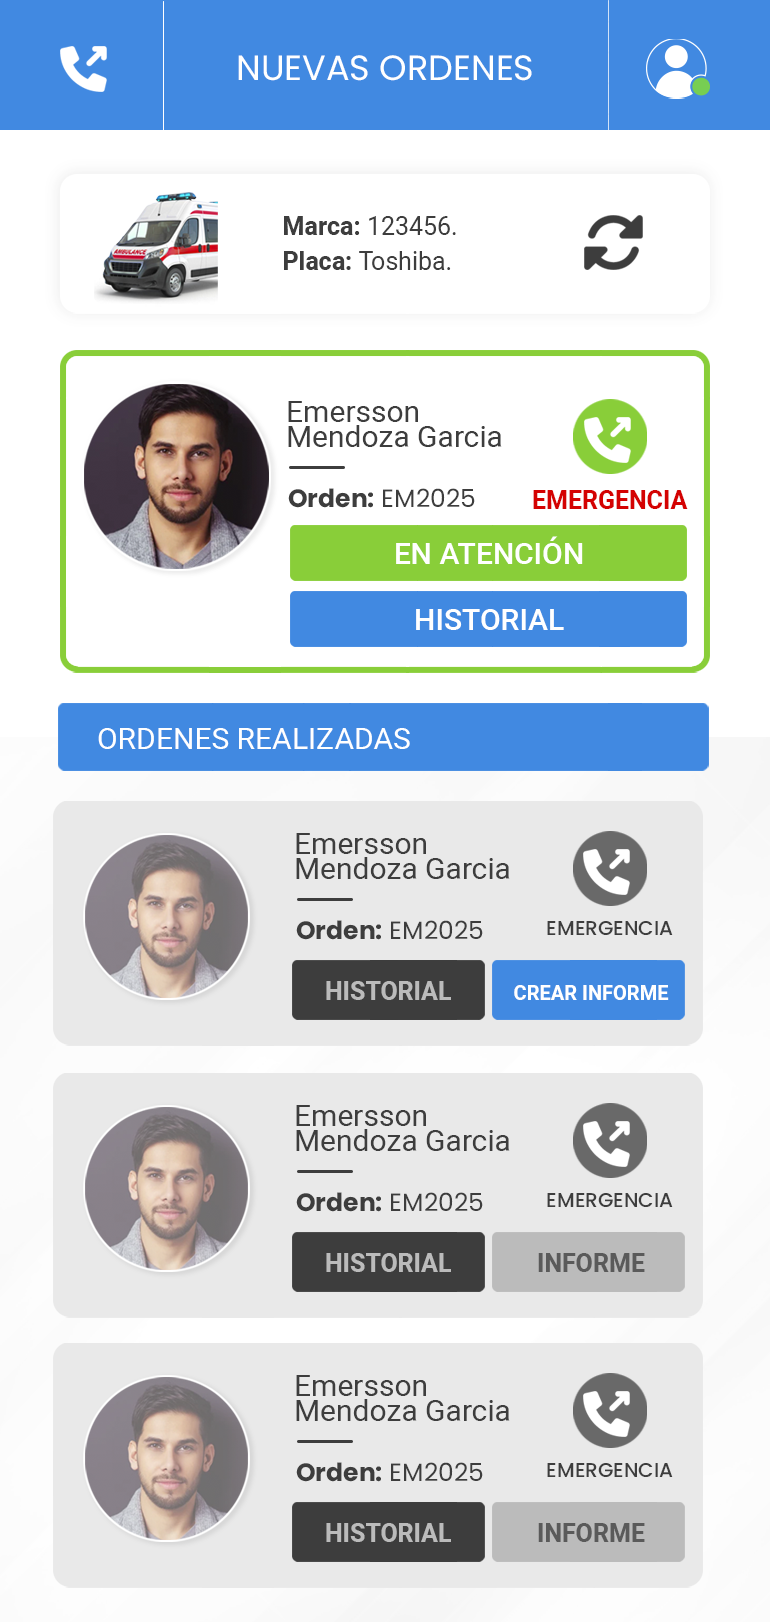 NUEVAS ORDENES
AMBULANCE
Marca: 123456.
Placa: Toshiba.
Emersson
Mendoza Garcia
Orden: EM2025
EMERGENCIA
EN ATENCIÓN
HISTORIAL
ORDENES REALIZADAS
Emersson
Mendoza Garcia
Orden: EM2025
EMERGENCIA
HISTORIAL
CREAR INFORME
Emersson
Mendoza Garcia
Orden: EM2025
EMERGENCIA
HISTORIAL
INFORME
Emersson
Mendoza Garcia
Orden: EM2025
EMERGENCIA
HISTORIAL
INFORME